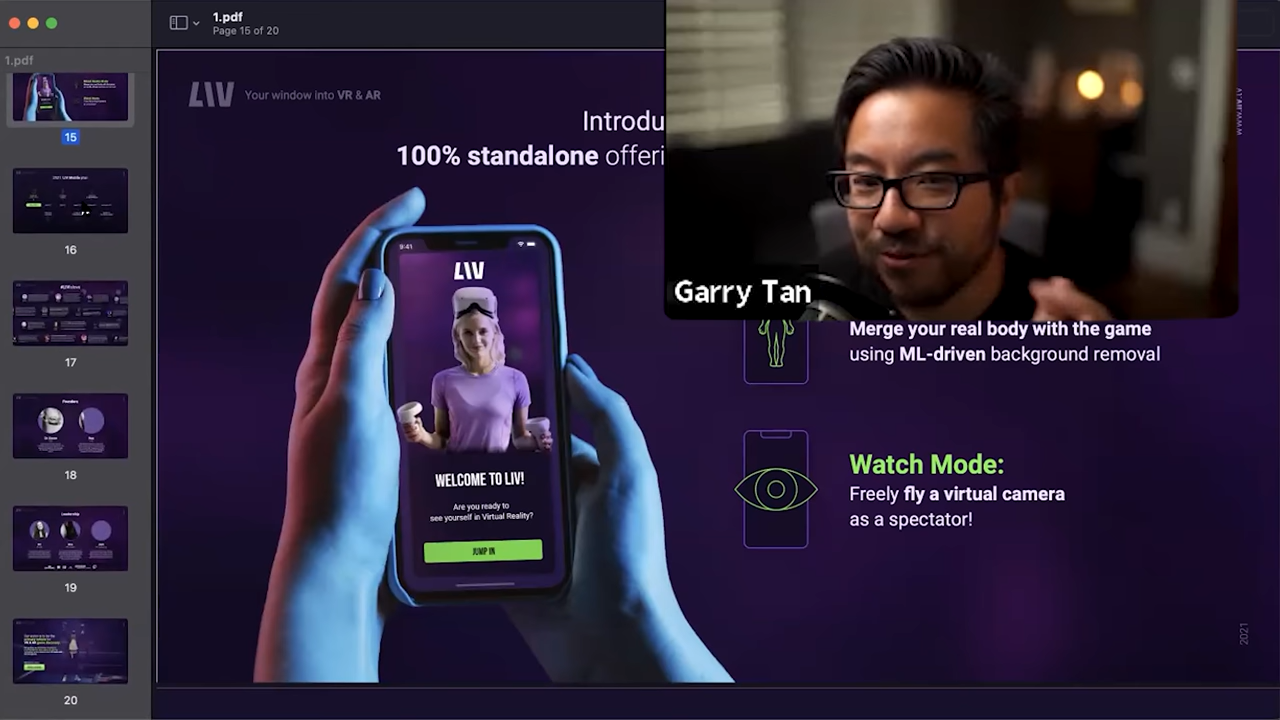 1.pdf
Page 15 of 20
1.pdf
15
16
17
18
19
20
LIV
Your window into VR & AR
Introdu
100% standalone offeri
9:41
LIV
WELCOME TO LIV!
Are you ready to
see yourself in Virtual Reality?
JUMP IN
Garry Tan
Merge your real body with the game
using ML-driven background removal
Watch Mode:
Freely fly a virtual camera
as a spectator!
2021